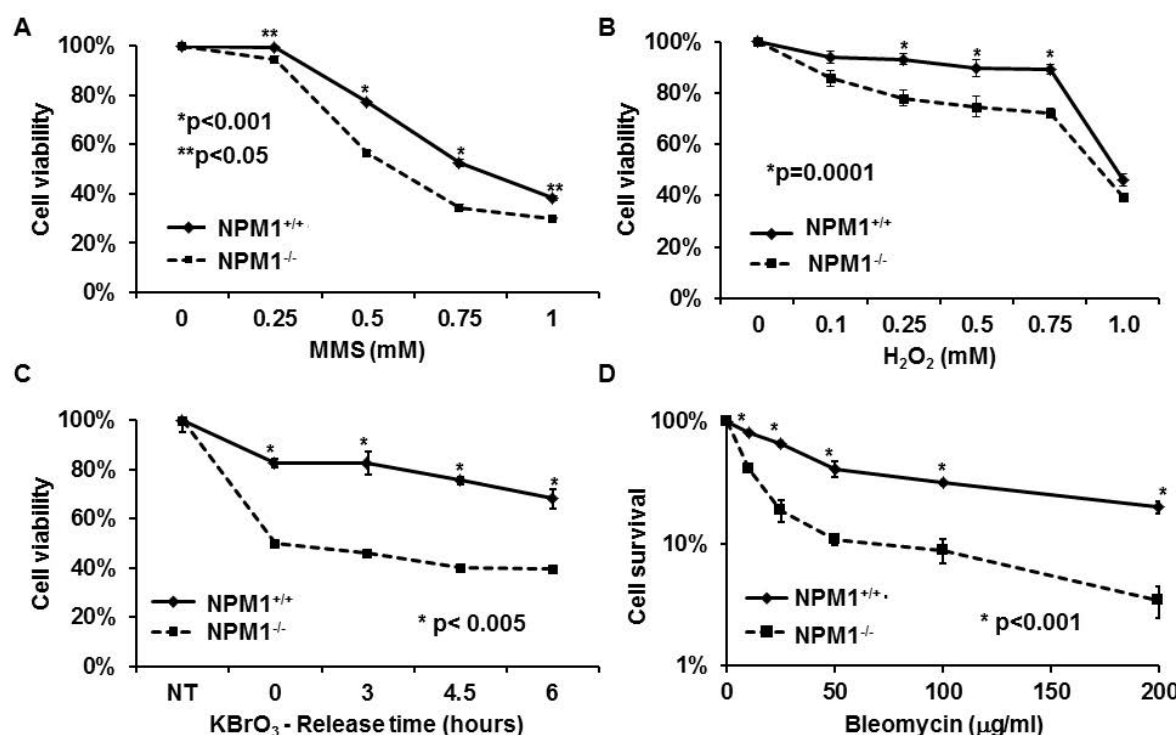 A
100%
80%
60%
40%
20%
0%
Cell viability
**
*
*
**
*p<0.001
**p<0.05
NPM1+/+
NPM1-/-
0 0.25 0.5 0.75 1
MMS (mM)
B
100%
80%
60%
40%
20%
0%
Cell viability
* * *
*p=0.0001
NPM1+/+
NPM1-/-
0 0.1 0.25 0.5 0.75 1.0
H₂O₂ (mM)
C
100%
80%
60%
40%
20%
0%
Cell viability
* * * *
NPM1+/+
NPM1-/-
* p< 0.005
NT 0 3 4.5 6
KBrO₃ - Release time (hours)
D
100%
10%
1%
Cell survival
* * * * *
NPM1+/+
NPM1-/-
* p<0.001
0 50 100 150 200
Bleomycin (µg/ml)